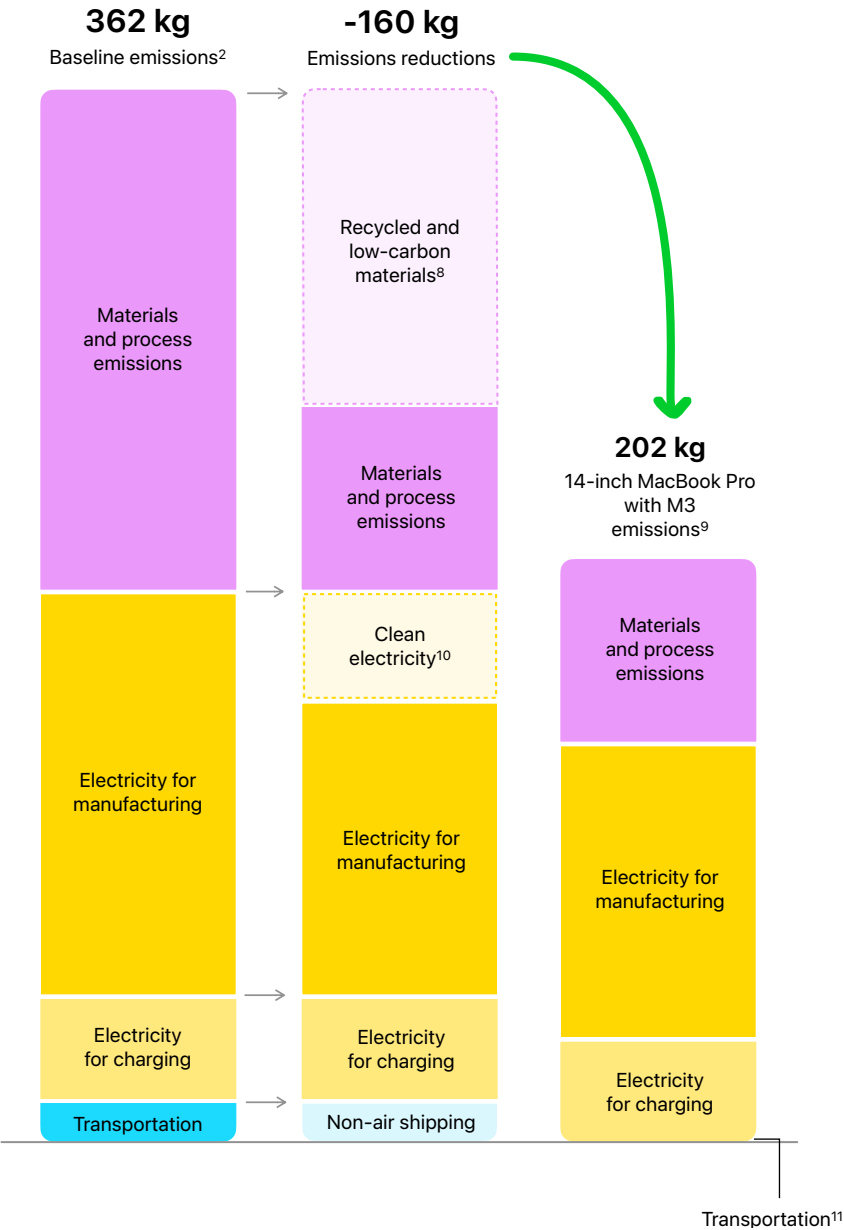 362 kg
Baseline emissions²
-160 kg
Emissions reductions
Materials
and process
emissions
Electricity for
manufacturing
Electricity
for charging
Transportation
Recycled and
low-carbon
materials⁸
Materials
and process
emissions
Clean
electricity¹⁰
Electricity for
manufacturing
Electricity
for charging
Non-air shipping
202 kg
14-inch MacBook Pro
with M3
emissions⁹
Materials
and process
emissions
Electricity for
manufacturing
Electricity
for charging
Transportation¹¹